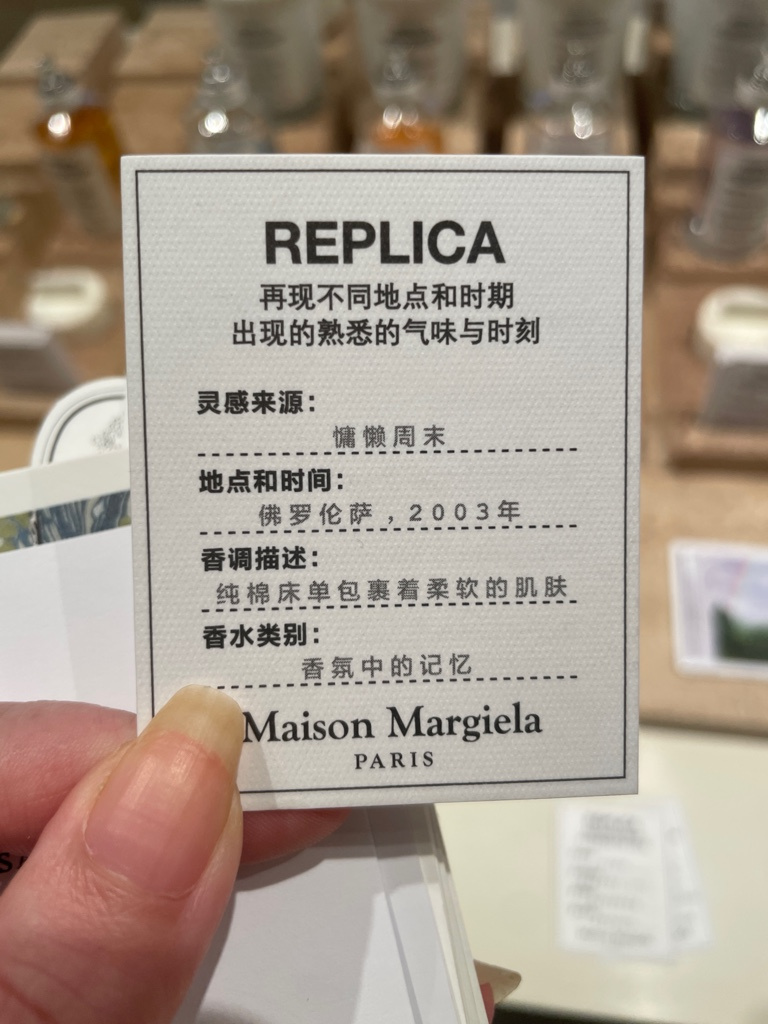 REPLICA
再现不同地点和时期
出现的熟悉的气味与时刻
灵感来源：
慵懒周末
地点和时间：
佛罗伦萨，2003年
香调描述：
纯棉床单包裹着柔软的肌肤
香水类别：
香氛中的记忆
Maison Margiela
PARIS